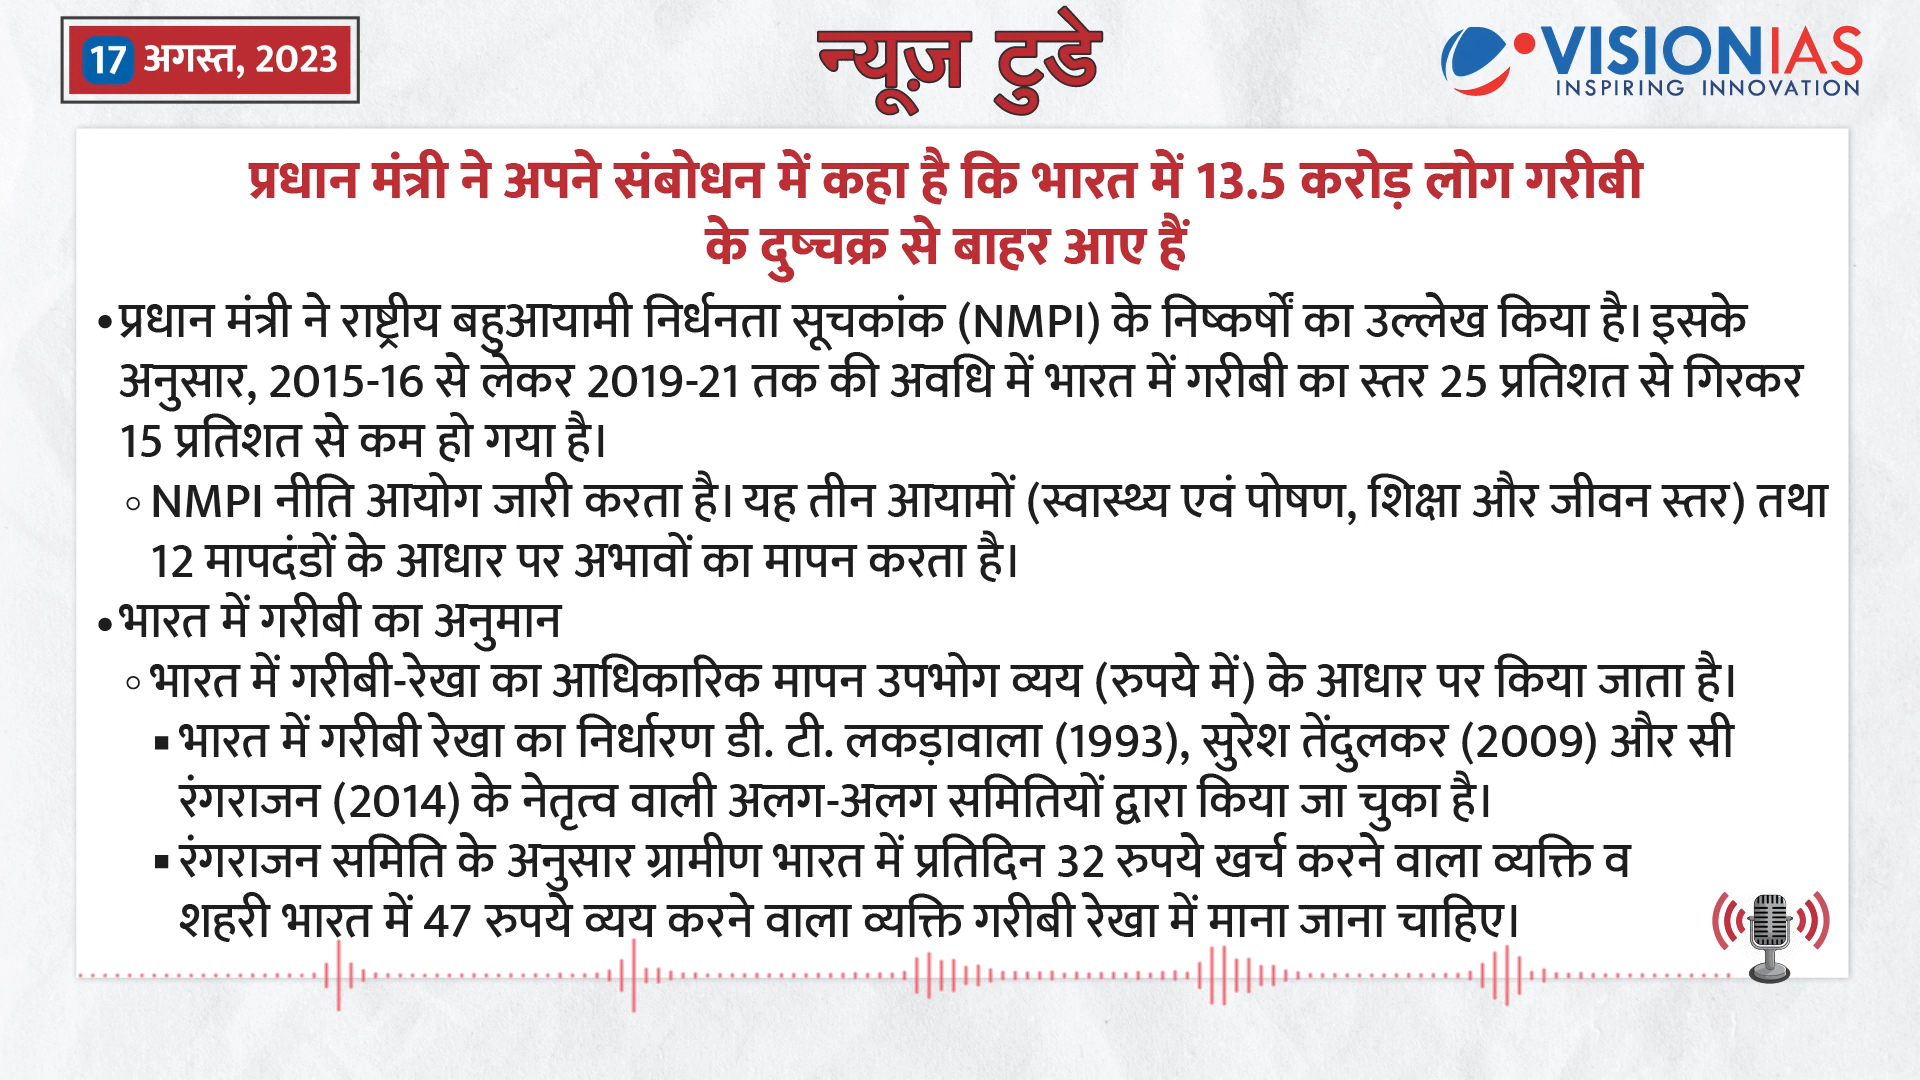 17 अगस्त, 2023
न्यूज़ टुडे
VISIONIAS
INSPIRING INNOVATION
प्रधान मंत्री ने अपने संबोधन में कहा है कि भारत में 13.5 करोड़ लोग गरीबी
के दुष्चक्र से बाहर आए हैं
•प्रधान मंत्री ने राष्ट्रीय बहुआयामी निर्धनता सूचकांक (NMPI) के निष्कर्षों का उल्लेख किया है। इसके
अनुसार, 2015-16 से लेकर 2019-21 तक की अवधि में भारत में गरीबी का स्तर 25 प्रतिशत से गिरकर
15 प्रतिशत से कम हो गया है।
◦ NMPI नीति आयोग जारी करता है। यह तीन आयामों (स्वास्थ्य एवं पोषण, शिक्षा और जीवन स्तर) तथा
12 मापदंडों के आधार पर अभावों का मापन करता है।
•भारत में गरीबी का अनुमान
◦ भारत में गरीबी-रेखा का आधिकारिक मापन उपभोग व्यय (रुपये में) के आधार पर किया जाता है।
▪ भारत में गरीबी रेखा का निर्धारण डी. टी. लकड़ावाला (1993), सुरेश तेंदुलकर (2009) और सी
रंगराजन (2014) के नेतृत्व वाली अलग-अलग समितियों द्वारा किया जा चुका है।
▪ रंगराजन समिति के अनुसार ग्रामीण भारत में प्रतिदिन 32 रुपये खर्च करने वाला व्यक्ति व
शहरी भारत में 47 रुपये व्यय करने वाला व्यक्ति गरीबी रेखा में माना जाना चाहिए।